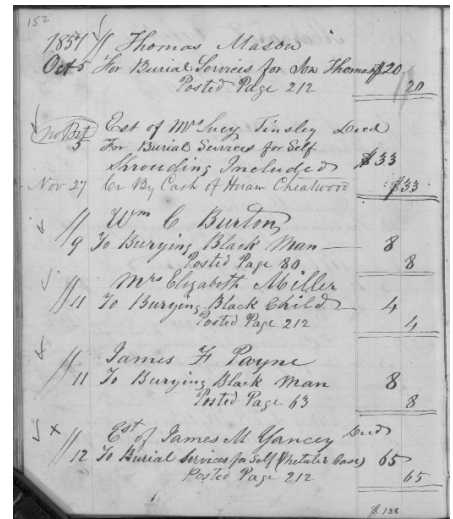 152
1857 // Thomas Mason
Oct 5 For Burial Services for Son Thomas $20
Posted Page 212 20
Est of Mrs Lucy Tinsley Decd
5 For Burial Services for Self
Shrouding Included $33
Nov 27 Cr By Cash of Hiram Cheatwood $33
// Wm C Burton
9 To Burying Black Man — 8
Posted Page 80 8
// Mrs Elizabeth Miller
11 To Burying Black Child — 4
Posted Page 212 4
// James F Payne
11 To Burying Black Man 8
Posted Page 63 8
x // Est of James M Yancey Decd
12 To Burial Services for Self (Metalic Case) 65
Posted Page 212 65
$ 138